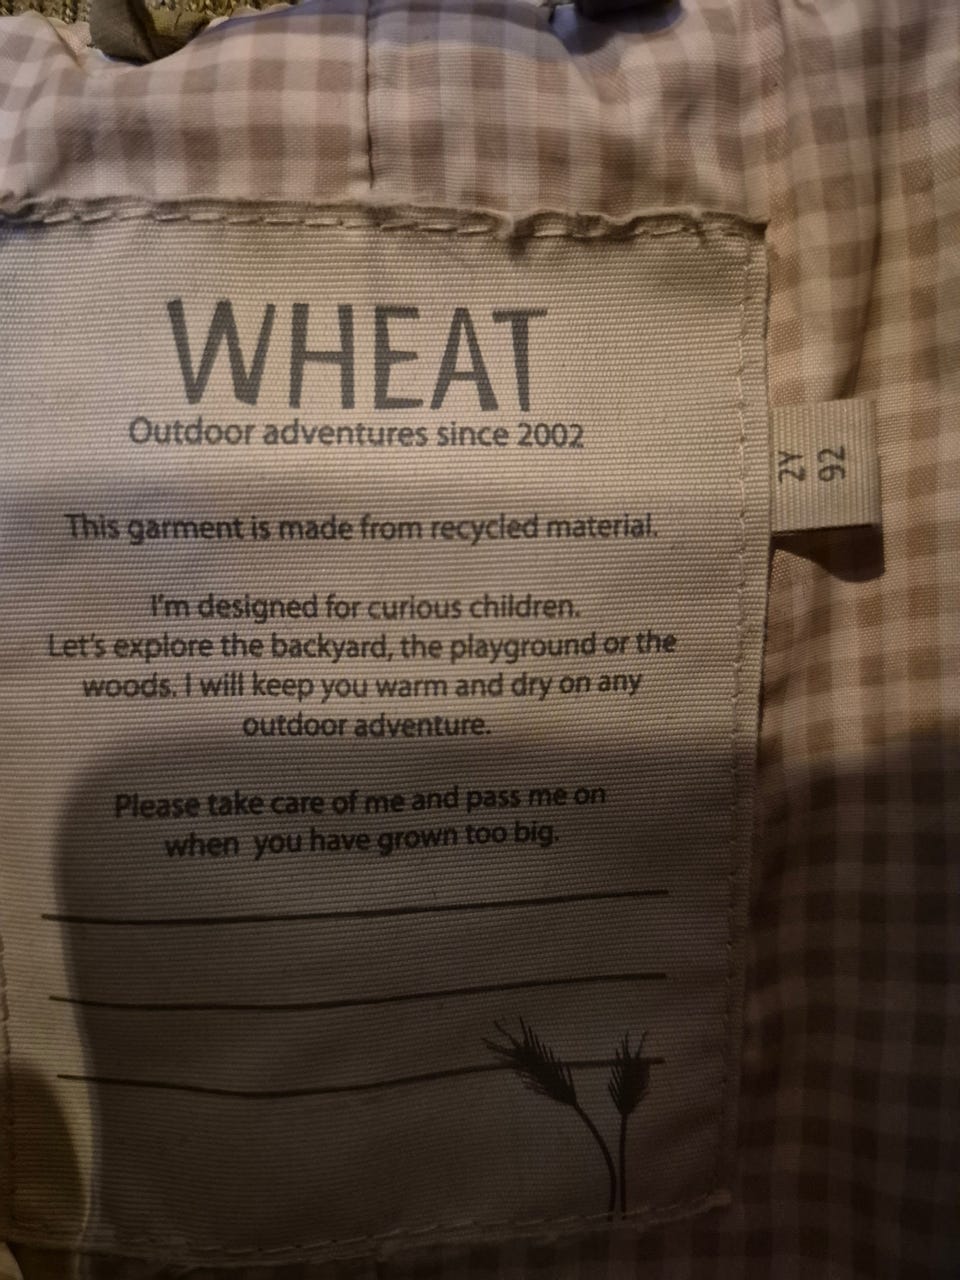 WHEAT
Outdoor adventures since 2002
2Y
92
This garment is made from recycled material.
I'm designed for curious children.
Let's explore the backyard, the playground or the
woods. I will keep you warm and dry on any
outdoor adventure.
Please take care of me and pass me on
when you have grown too big.